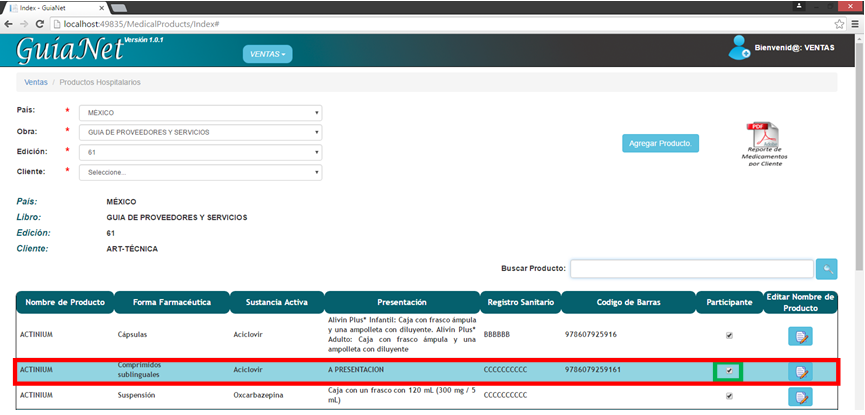 Index - GuiaNet
localhost:49835/MedicalProducts/Index#
GuíaNet Versión 1.0.1
VENTAS
Bienvenid@: VENTAS
Ventas / Productos Hospitalarios
País: * MÉXICO
Obra: * GUIA DE PROVEEDORES Y SERVICIOS
Edición: * 61
Cliente: * Seleccione...
Agregar Producto
PDF
Adobe
Reporte de
Medicamentos
por Cliente
País: MÉXICO
Libro: GUIA DE PROVEEDORES Y SERVICIOS
Edición: 61
Cliente: ART-TÉCNICA
Buscar Producto:
Nombre de Producto Forma Farmacéutica Sustancia Activa Presentación Registro Sanitario Codigo de Barras Participante Editar Nombre de
Producto
ACTINIUM Cápsulas Aciclovir Alivin Plus* Infantil: Caja con frasco ámpula
y una ampolleta con diluyente. Alivin Plus*
Adulto: Caja con frasco ámpula y una
ampolleta con diluyente
BBBBBB 978607925916
ACTINIUM Comprimidos
sublinguales
Aciclovir A PRESENTACION CCCCCCCCCC 9786079259161
ACTINIUM Suspensión Oxcarbazepina Caja con un frasco con 120 mL (300 mg / 5
mL)
CCCCCCCCCC